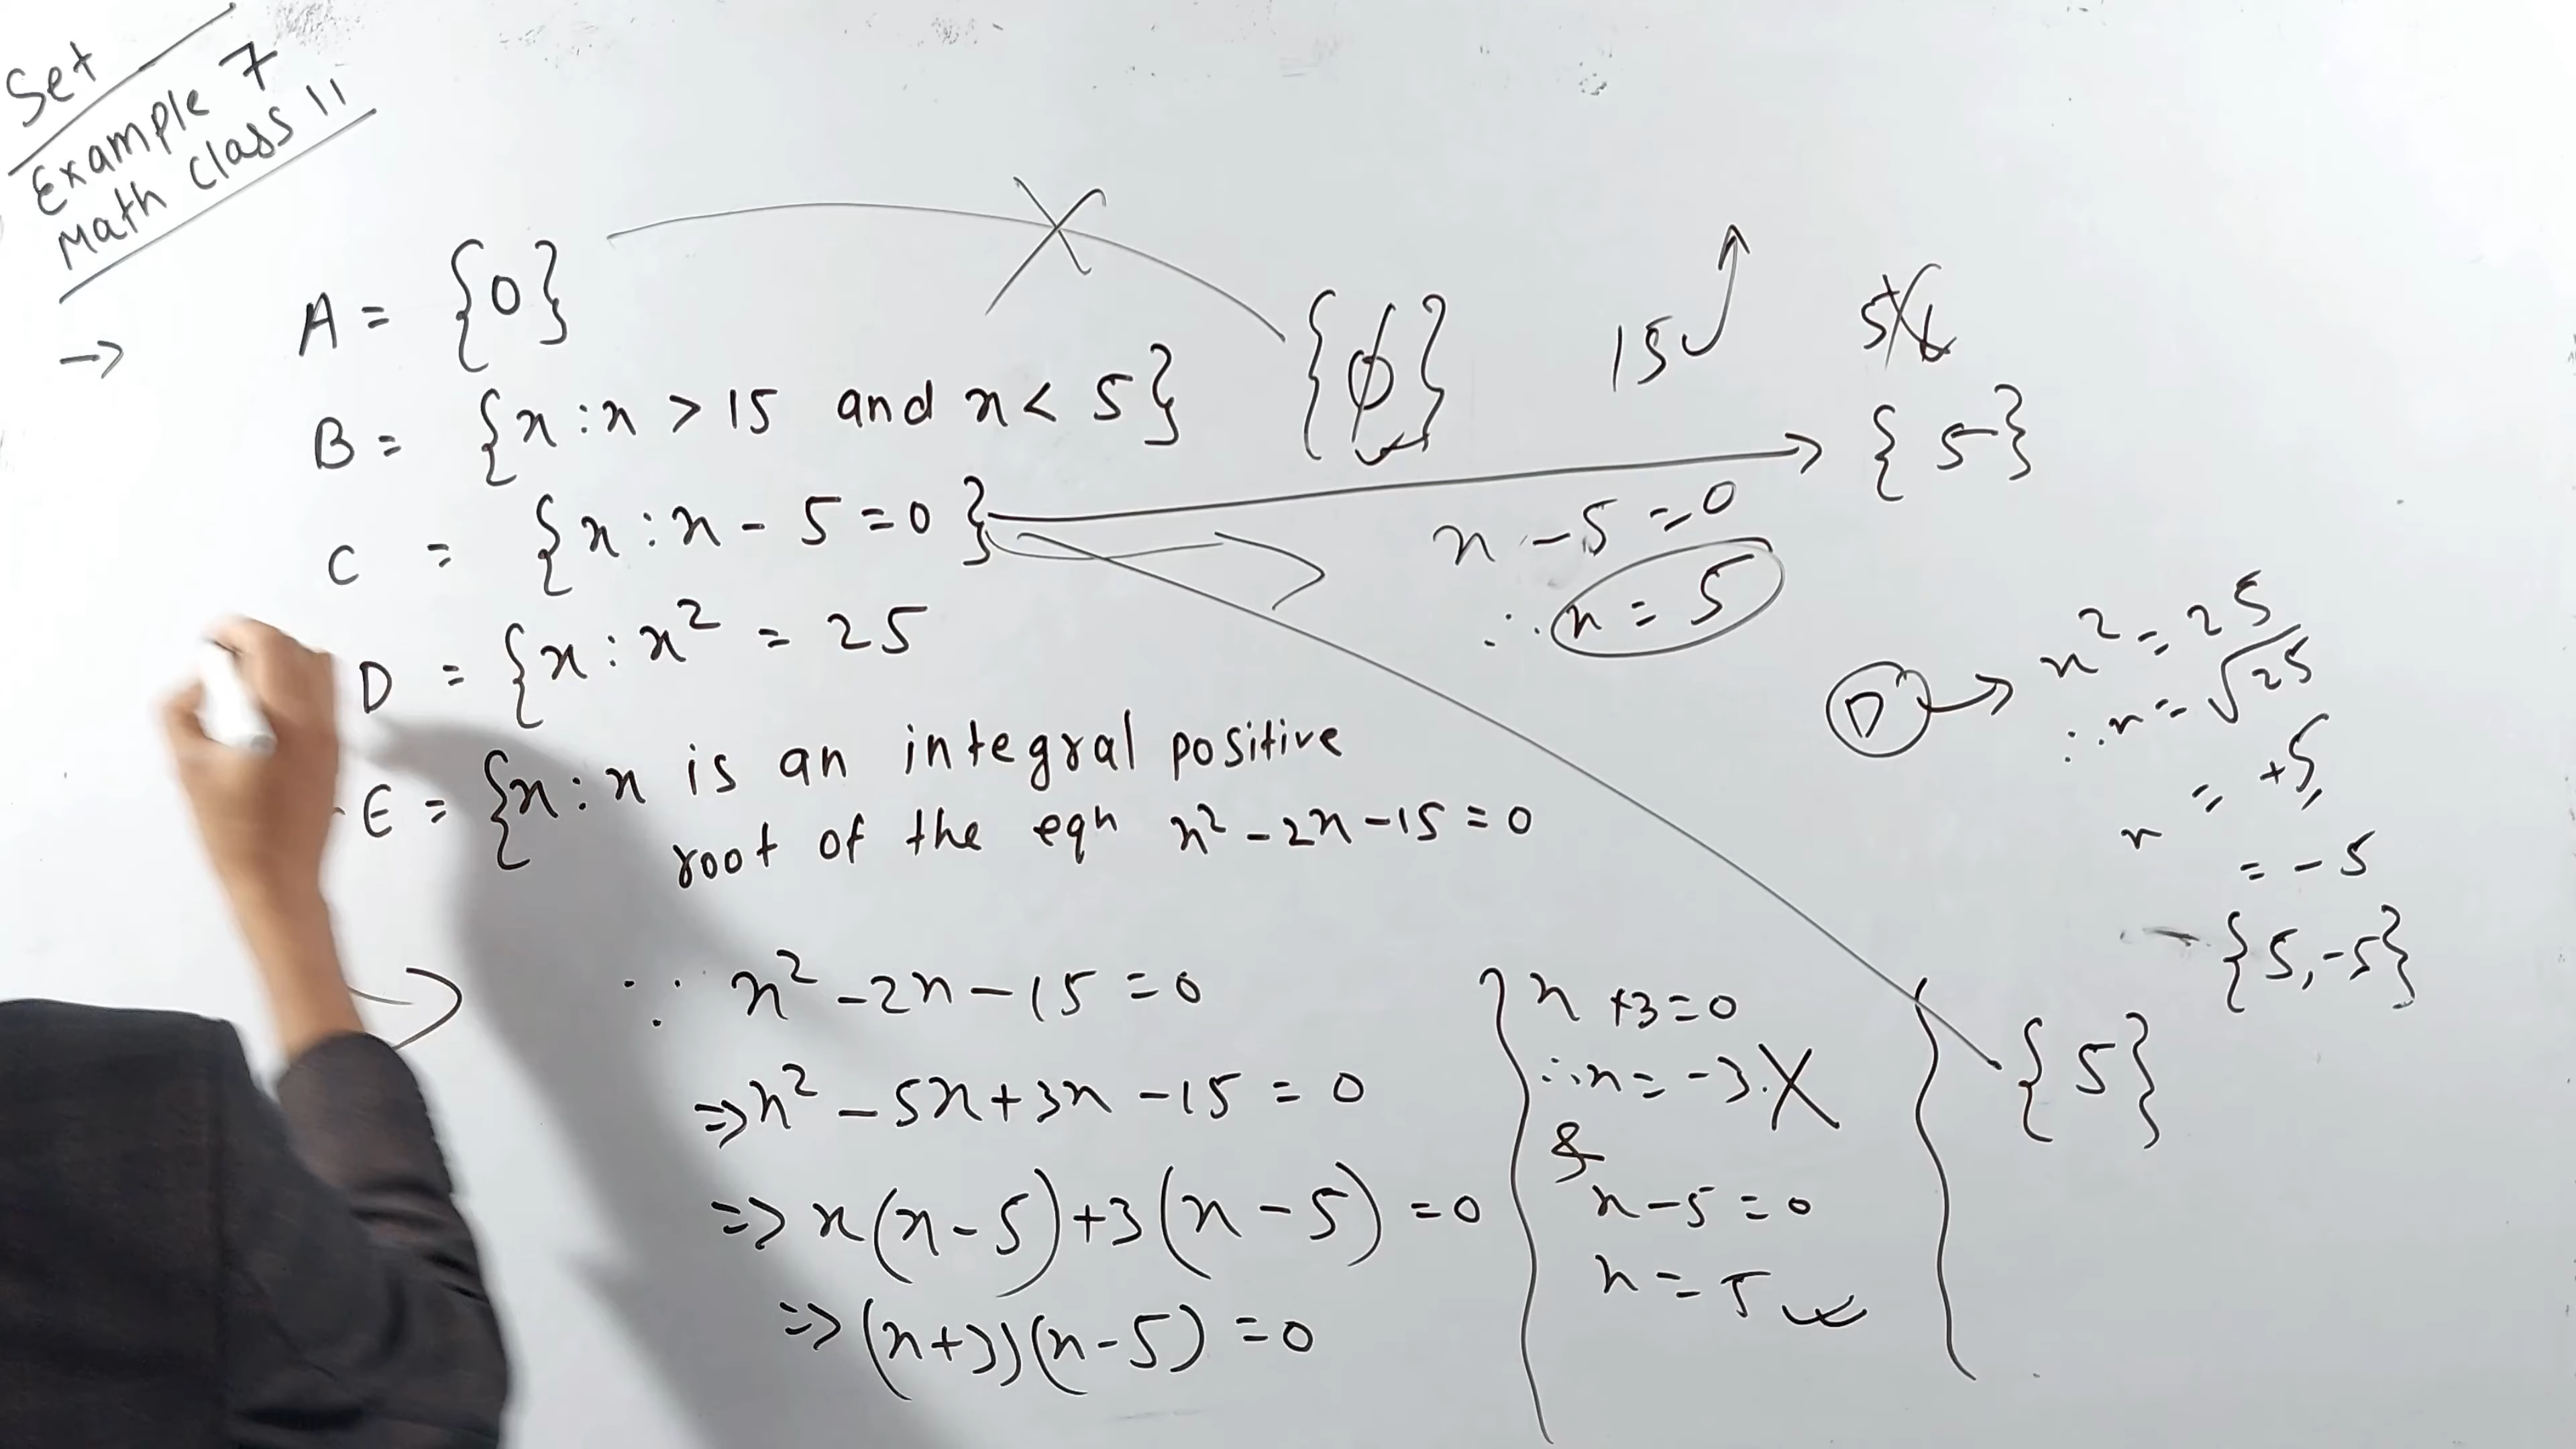 Set
Example 7
Math Class 11
→ A = {0}
B = {x : x > 15 and x < 5} {ϕ} 15
C = {x : x - 5 = 0} → {5}
x - 5 = 0
∴ x = 5
D = {x : x² = 25
E = {x : x is an integral positive
root of the eqn x² - 2x - 15 = 0
D → x² = 25
∴ x = √25
x = +5,
= -5
{5, -5}
∵ x² - 2x - 15 = 0
⇒ x² - 5x + 3x - 15 = 0
⇒ x(x - 5) + 3(x - 5) = 0
⇒ (x+3)(x-5) = 0
x + 3 = 0
∴ x = -3. X
&
x - 5 = 0
x = 5
{5}